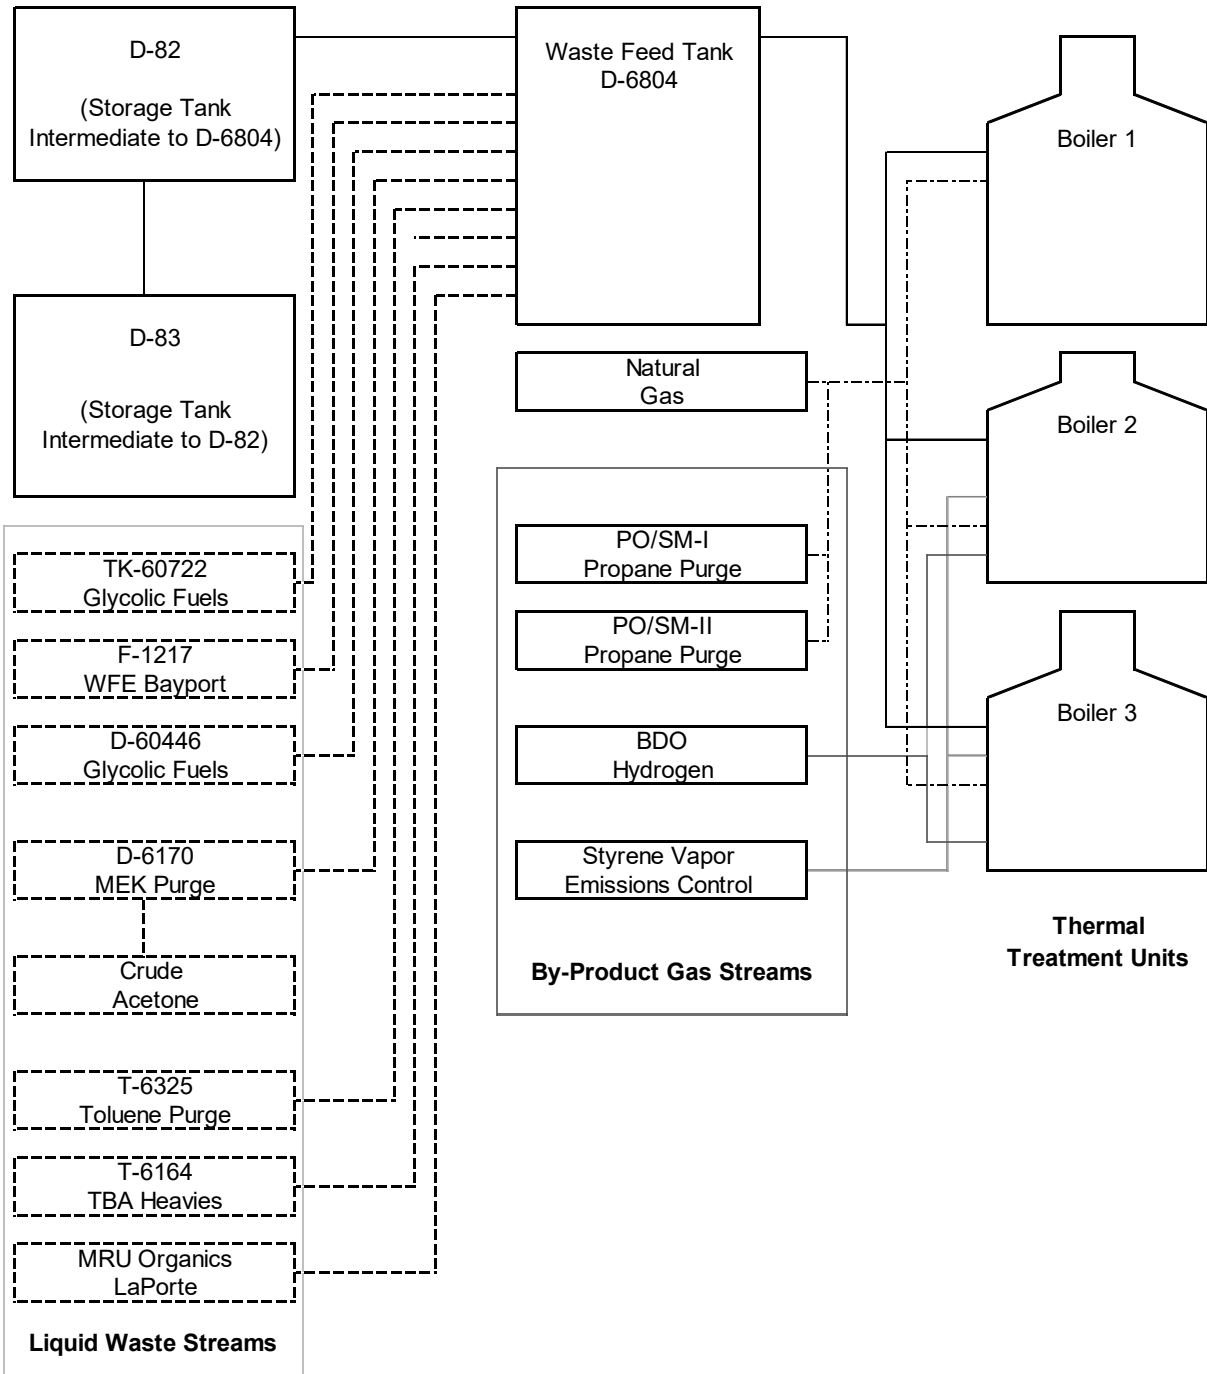 D-82
(Storage Tank
Intermediate to D-6804)
D-83
(Storage Tank
Intermediate to D-82)
TK-60722
Glycolic Fuels
F-1217
WFE Bayport
D-60446
Glycolic Fuels
D-6170
MEK Purge
Crude
Acetone
T-6325
Toluene Purge
T-6164
TBA Heavies
MRU Organics
LaPorte
Liquid Waste Streams
Waste Feed Tank
D-6804
Natural
Gas
PO/SM-I
Propane Purge
PO/SM-II
Propane Purge
BDO
Hydrogen
Styrene Vapor
Emissions Control
By-Product Gas Streams
Boiler 1
Boiler 2
Boiler 3
Thermal
Treatment Units